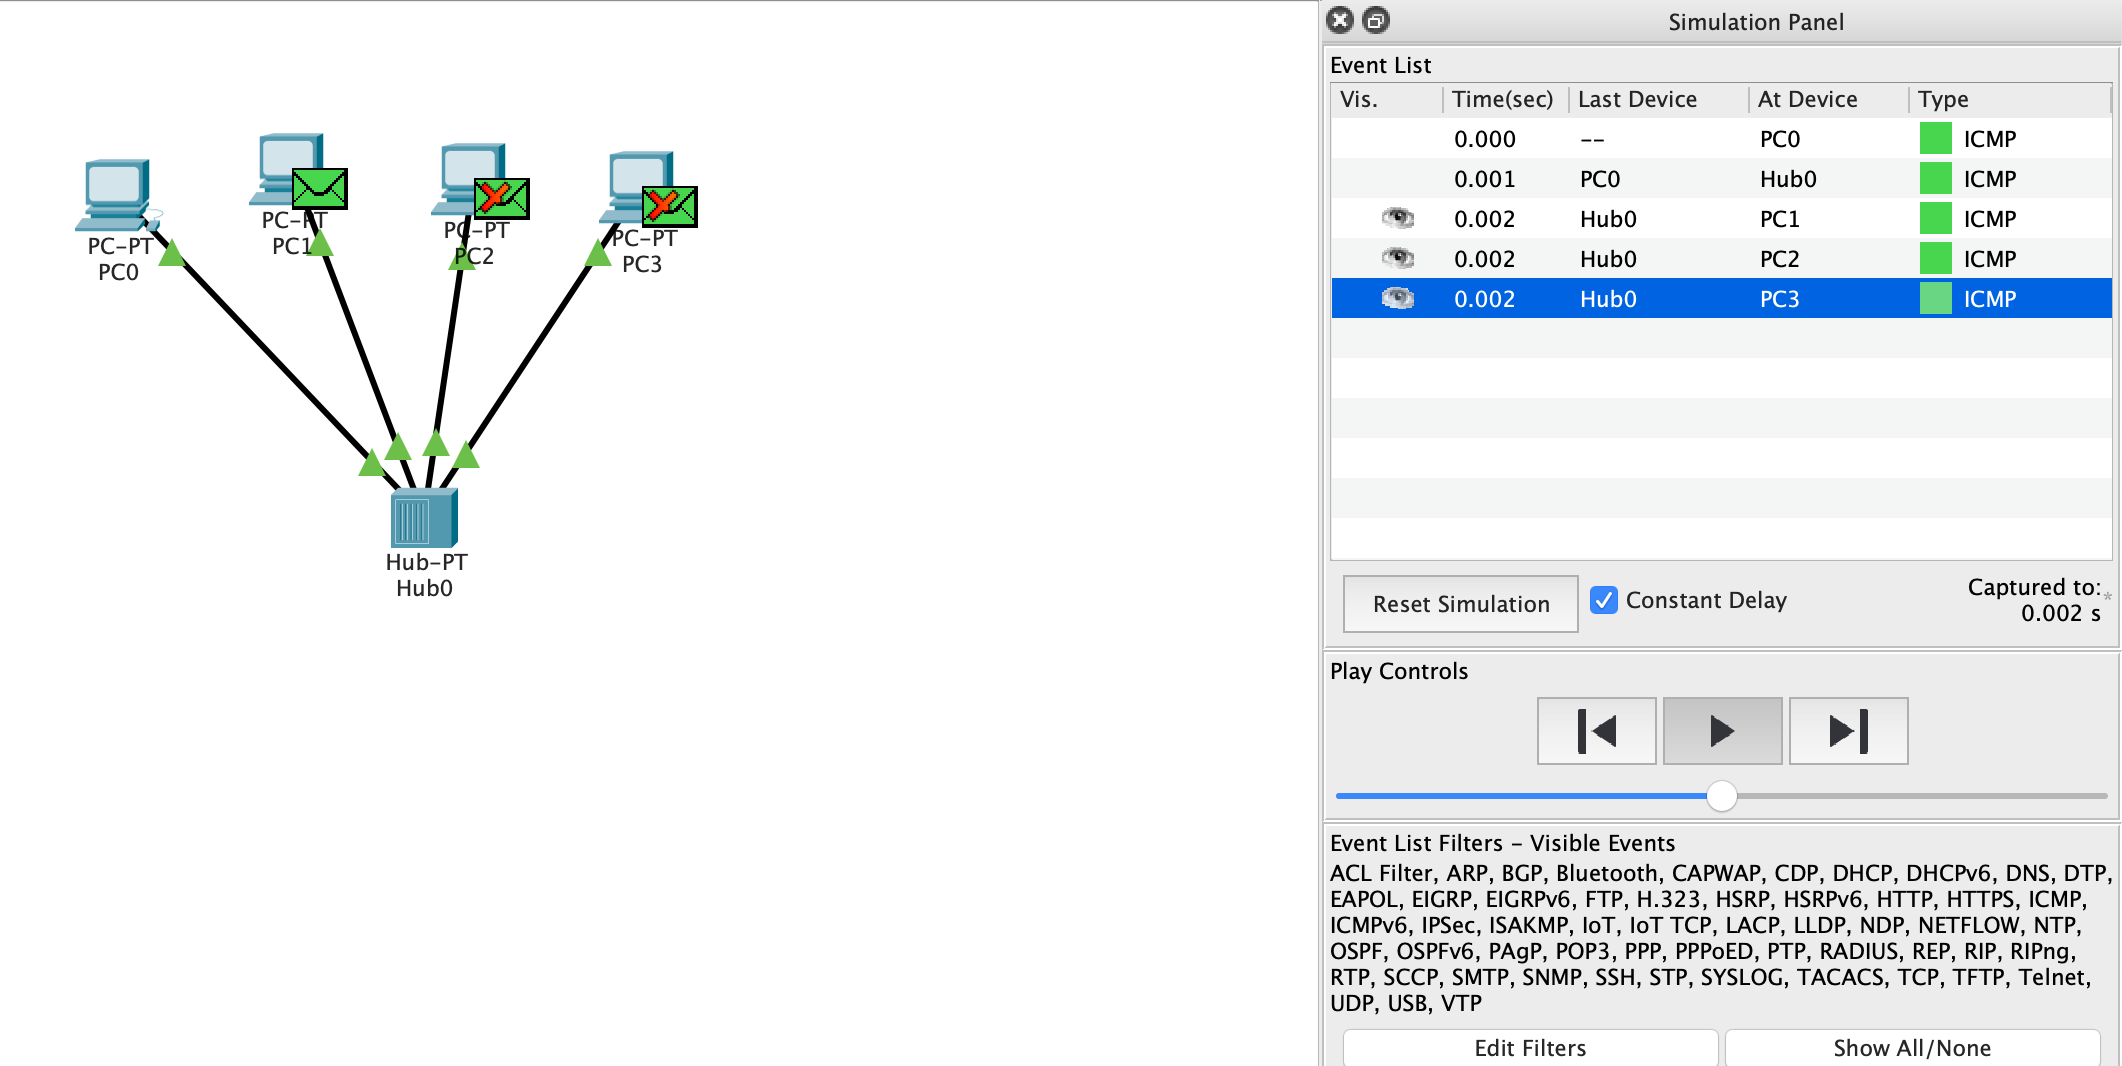 PC-PT
PC0
PC-PT
PC1
PC-PT
PC2
PC-PT
PC3
Hub-PT
Hub0
Simulation Panel
Event List
Vis. Time(sec) Last Device At Device Type
0.000 -- PC0 ICMP
0.001 PC0 Hub0 ICMP
0.002 Hub0 PC1 ICMP
0.002 Hub0 PC2 ICMP
0.002 Hub0 PC3 ICMP
Reset Simulation Constant Delay Captured to:*
0.002 s
Play Controls
Event List Filters - Visible Events
ACL Filter, ARP, BGP, Bluetooth, CAPWAP, CDP, DHCP, DHCPv6, DNS, DTP,
EAPOL, EIGRP, EIGRPv6, FTP, H.323, HSRP, HSRPv6, HTTP, HTTPS, ICMP,
ICMPv6, IPSec, ISAKMP, IoT, IoT TCP, LACP, LLDP, NDP, NETFLOW, NTP,
OSPF, OSPFv6, PAgP, POP3, PPP, PPPoED, PTP, RADIUS, REP, RIP, RIPng,
RTP, SCCP, SMTP, SNMP, SSH, STP, SYSLOG, TACACS, TCP, TFTP, Telnet,
UDP, USB, VTP
Edit Filters Show All/None